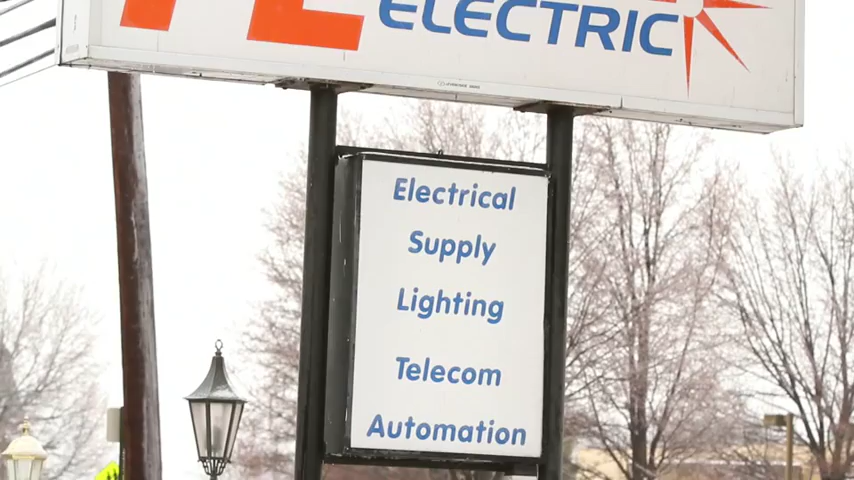 ELECTRIC
Electrical
Supply
Lighting
Telecom
Automation